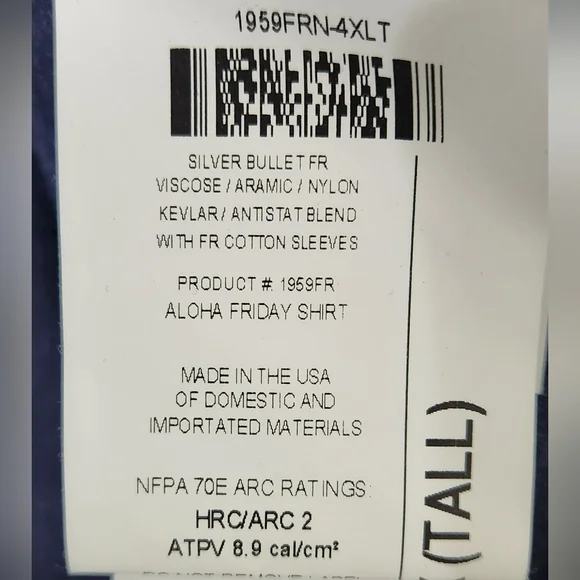 1959FRN-4XLT
SILVER BULLET FR
VISCOSE / ARAMIC / NYLON
KEVLAR / ANTISTAT BLEND
WITH FR COTTON SLEEVES
PRODUCT #: 1959FR
ALOHA FRIDAY SHIRT
MADE IN THE USA
OF DOMESTIC AND
IMPORTATED MATERIALS
NFPA 70E ARC RATINGS:
HRC/ARC 2
ATPV 8.9 cal/cm²
(TALL)